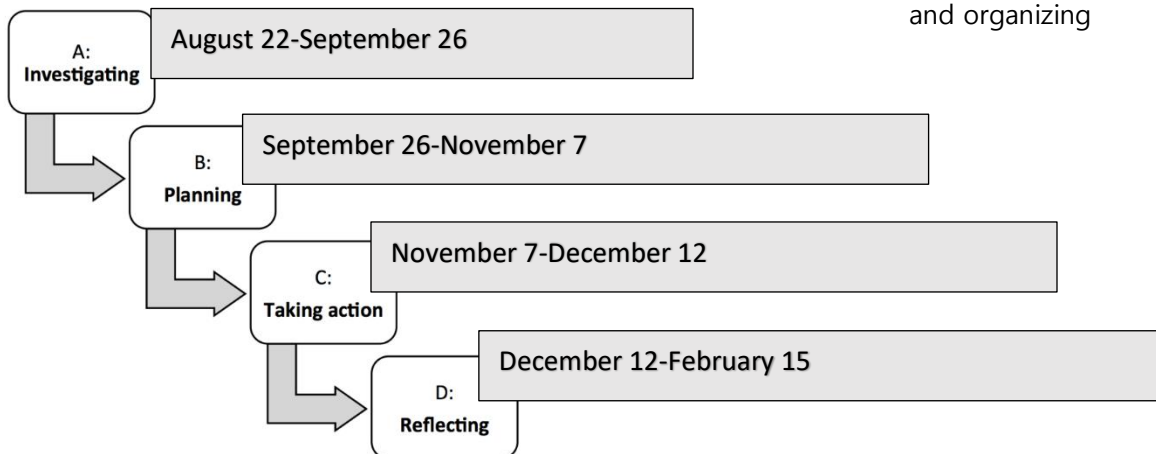 and organizing
A:
Investigating
August 22-September 26
B:
Planning
September 26-November 7
C:
Taking action
November 7-December 12
D:
Reflecting
December 12-February 15